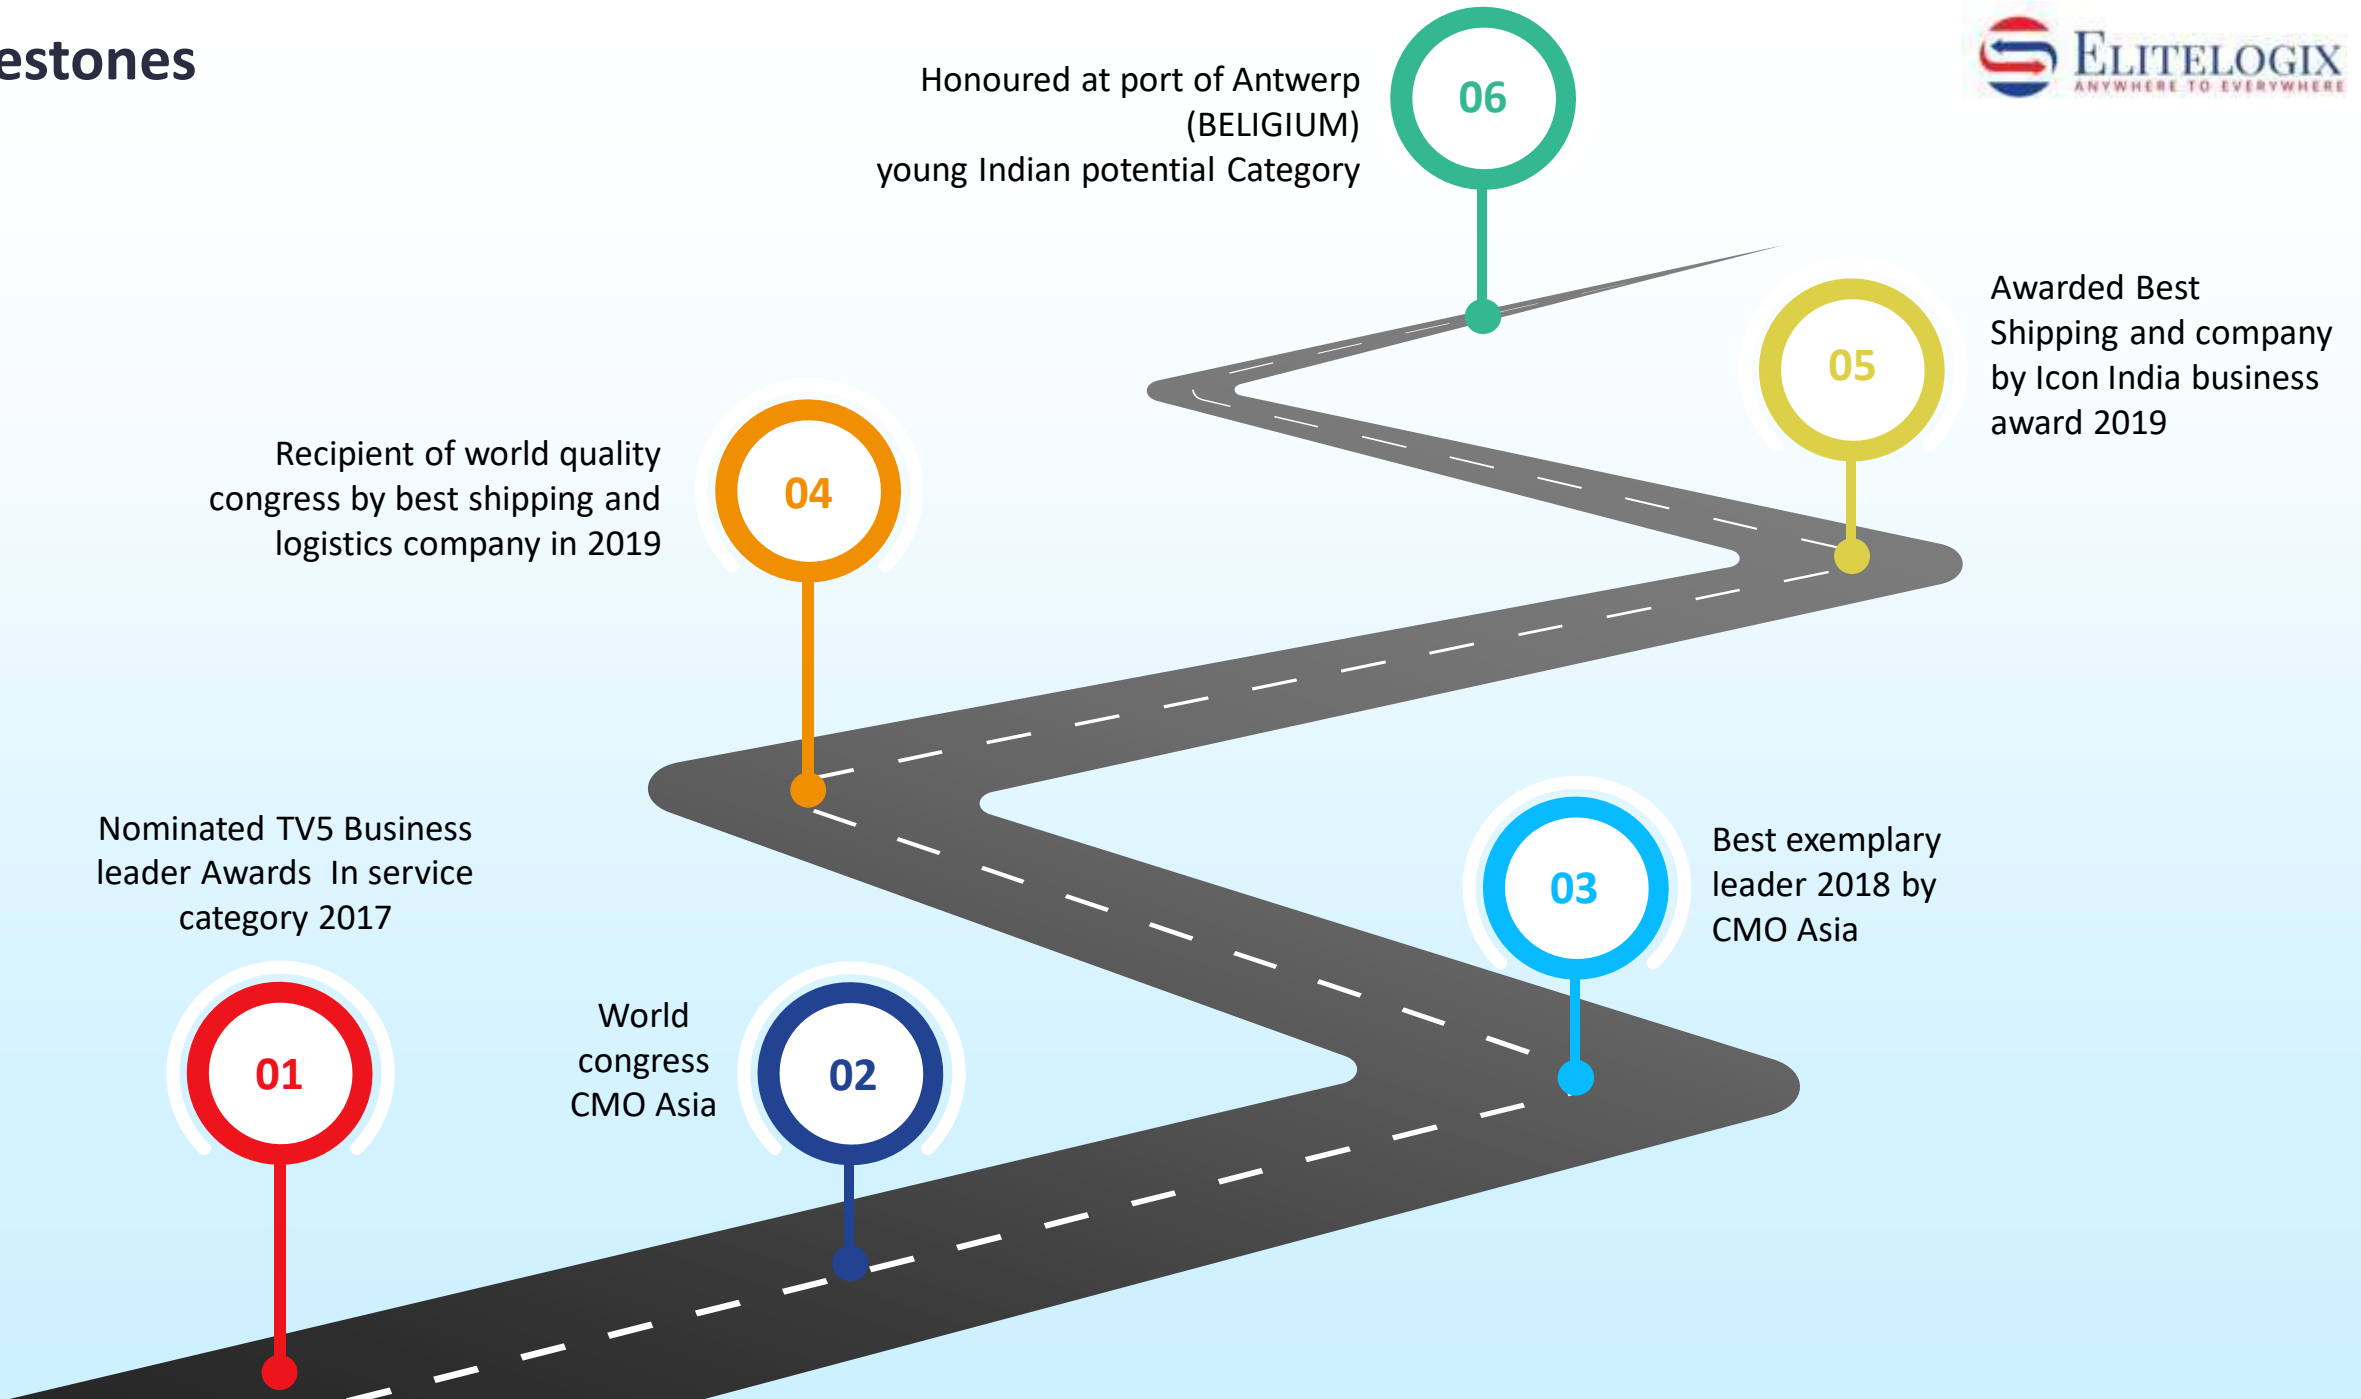 estones
ELITELOGIX
ANYWHERE TO EVERYWHERE
Honoured at port of Antwerp
(BELIGIUM)
young Indian potential Category
06
Awarded Best
Shipping and company
by Icon India business
award 2019
05
Recipient of world quality
congress by best shipping and
logistics company in 2019
04
Best exemplary
leader 2018 by
CMO Asia
03
Nominated TV5 Business
leader Awards In service
category 2017
01
World
congress
CMO Asia
02